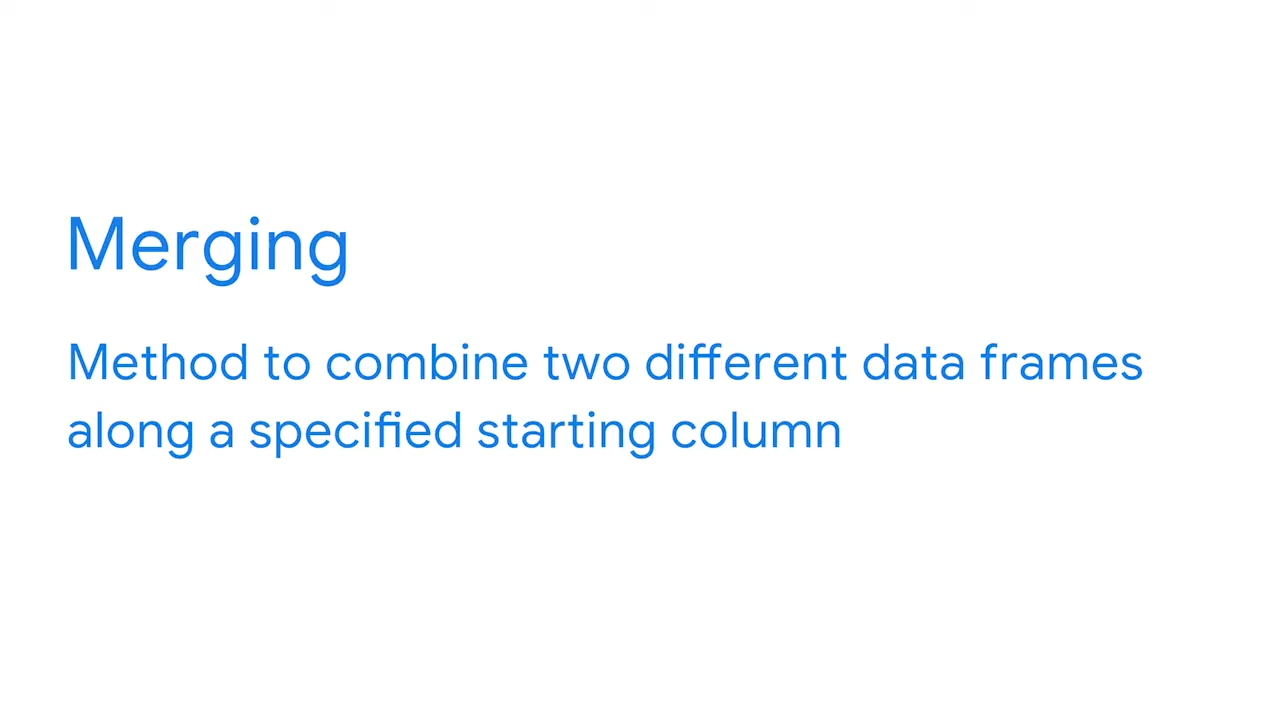 Merging
Method to combine two different data frames
along a specified starting column